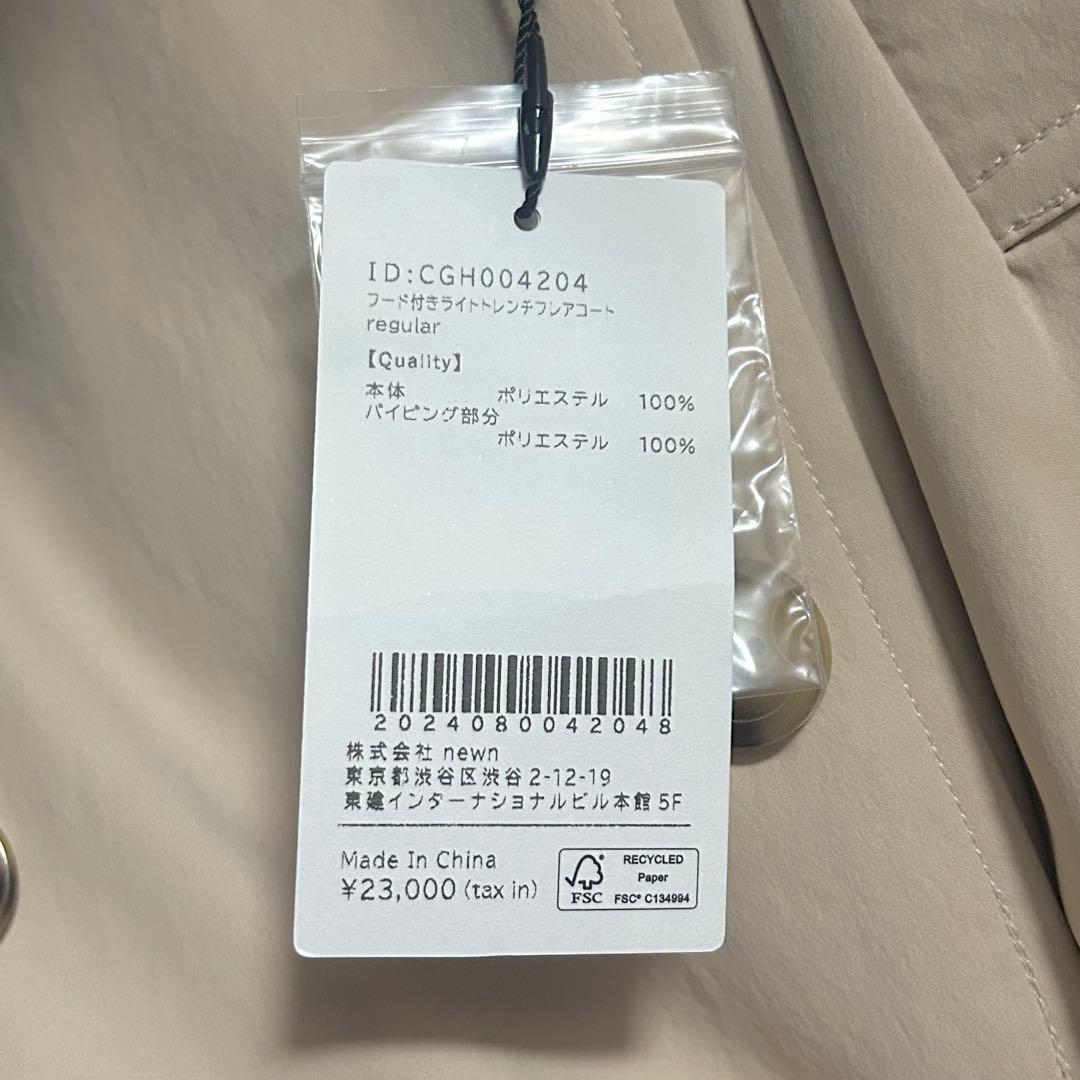 ID:CGH004204
フード付きライトトレンチフレアコート
regular
【Quality】
本体 ポリエステル 100%
パイピング部分
ポリエステル 100%
2024080042048
株式会社 newn
東京都渋谷区渋谷 2-12-19
東建インターナショナルビル本館 5F
Made In China
¥23,000 (tax in)
FSC
RECYCLED
Paper
FSC® C134994